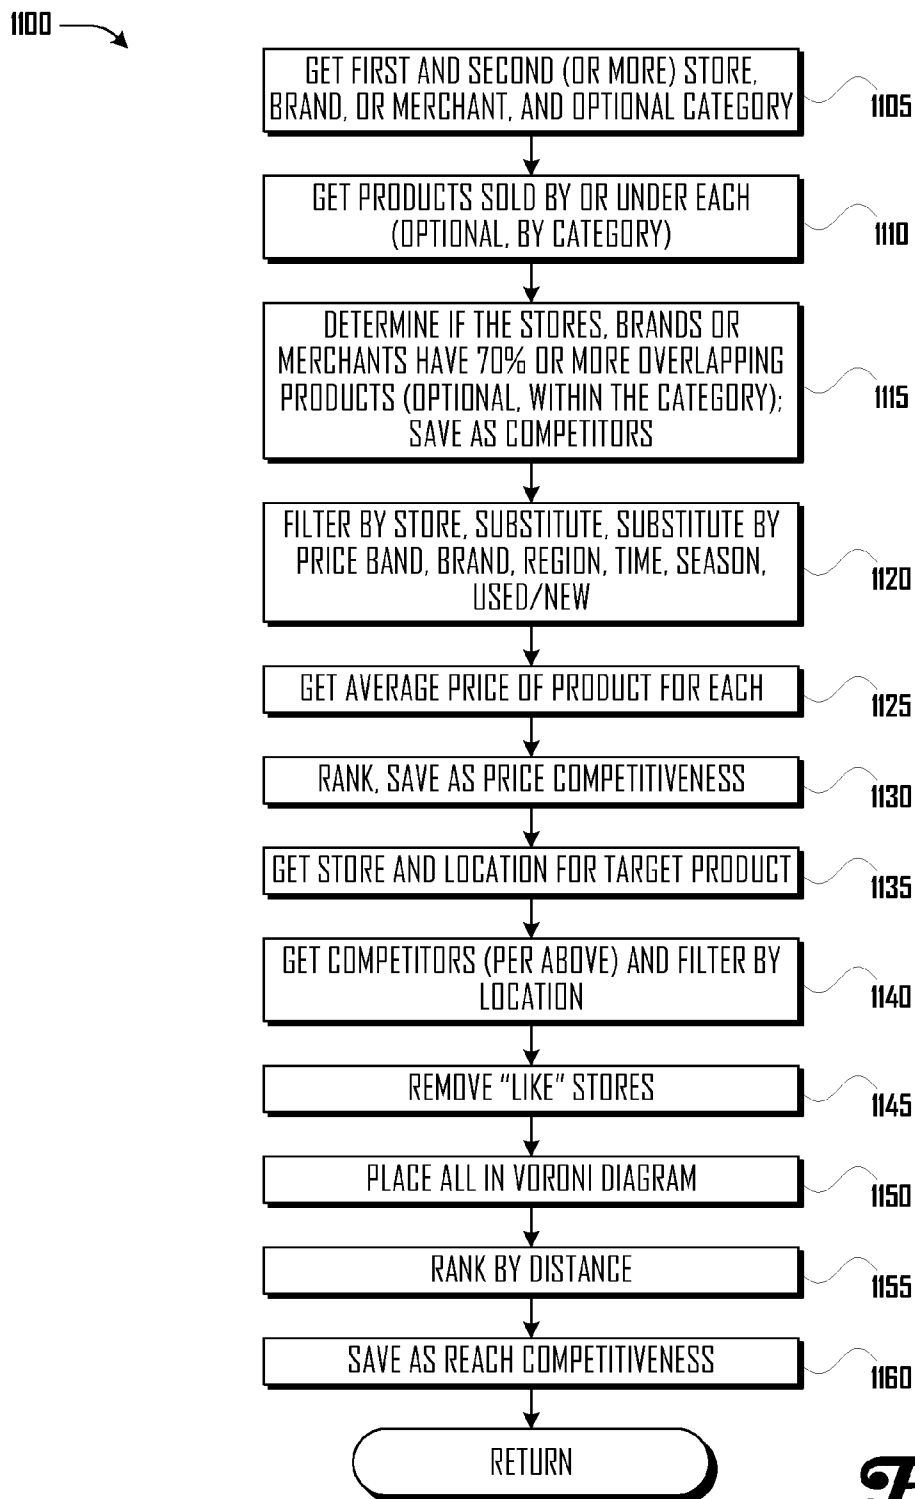 1100
GET FIRST AND SECOND (OR MORE) STORE,
BRAND, OR MERCHANT, AND OPTIONAL CATEGORY
1105
GET PRODUCTS SOLD BY OR UNDER EACH
(OPTIONAL, BY CATEGORY)
1110
DETERMINE IF THE STORES, BRANDS OR
MERCHANTS HAVE 70% OR MORE OVERLAPPING
PRODUCTS (OPTIONAL, WITHIN THE CATEGORY);
SAVE AS COMPETITORS
1115
FILTER BY STORE, SUBSTITUTE, SUBSTITUTE BY
PRICE BAND, BRAND, REGION, TIME, SEASON,
USED/NEW
1120
GET AVERAGE PRICE OF PRODUCT FOR EACH
1125
RANK, SAVE AS PRICE COMPETITIVENESS
1130
GET STORE AND LOCATION FOR TARGET PRODUCT
1135
GET COMPETITORS (PER ABOVE) AND FILTER BY
LOCATION
1140
REMOVE “LIKE” STORES
1145
PLACE ALL IN VORONI DIAGRAM
1150
RANK BY DISTANCE
1155
SAVE AS REACH COMPETITIVENESS
1160
RETURN